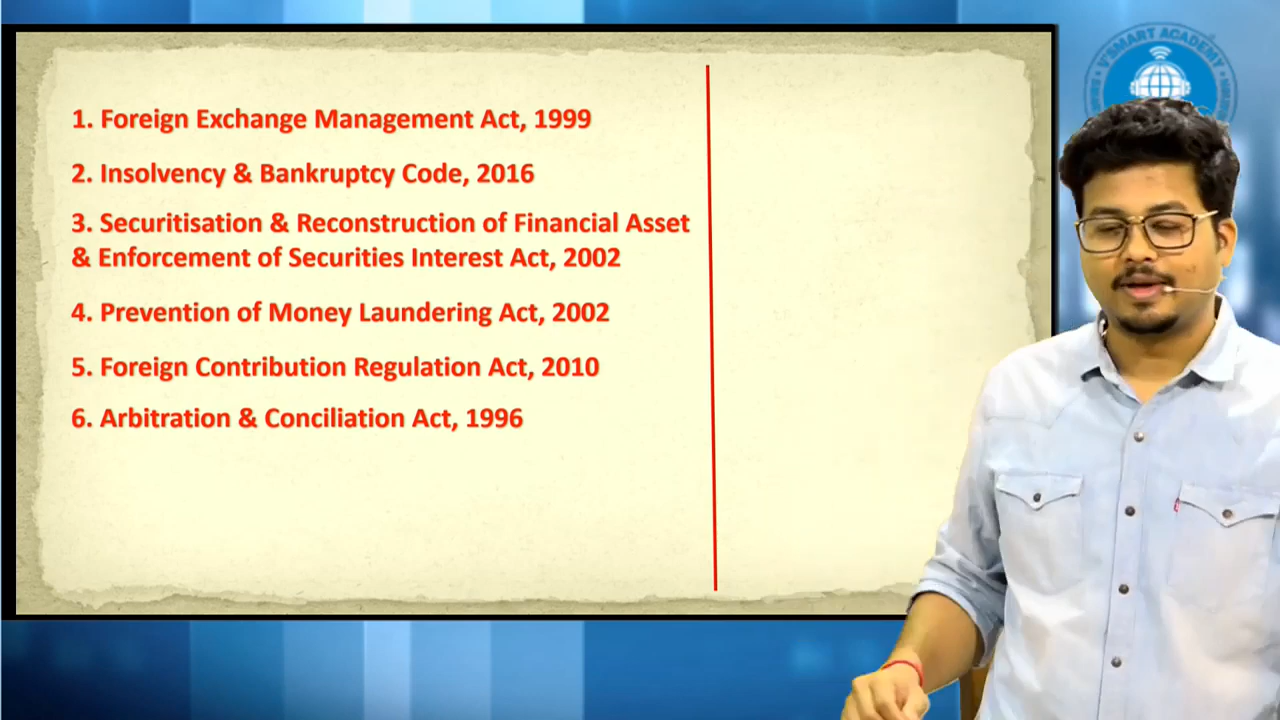 1. Foreign Exchange Management Act, 1999
2. Insolvency & Bankruptcy Code, 2016
3. Securitisation & Reconstruction of Financial Asset
& Enforcement of Securities Interest Act, 2002
4. Prevention of Money Laundering Act, 2002
5. Foreign Contribution Regulation Act, 2010
6. Arbitration & Conciliation Act, 1996
V'SMART ACADEMY